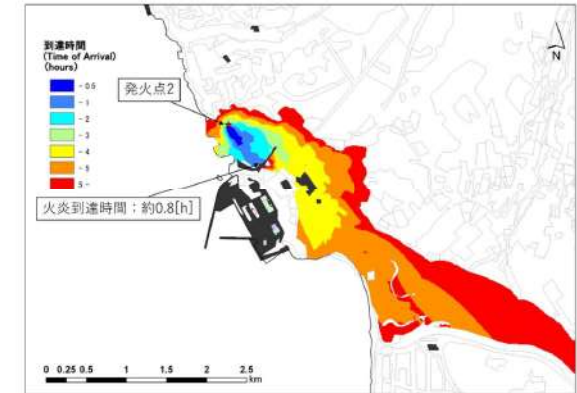 到達時間
(Time of Arrival)
(hours)
- 0.5
- 1
- 2
- 3
- 4
- 5
5 -
発火点2
火炎到達時間：約0.8[h]
N
0 0.25 0.5 1 1.5 2 2.5
km